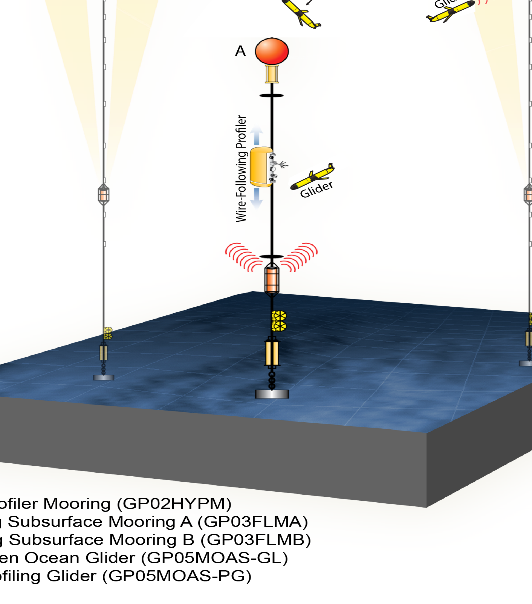 Glider
A
Wire-Following Profiler
Glider
ofiler Mooring (GP02HYPM)
g Subsurface Mooring A (GP03FLMA)
g Subsurface Mooring B (GP03FLMB)
en Ocean Glider (GP05MOAS-GL)
ofiling Glider (GP05MOAS-PG)